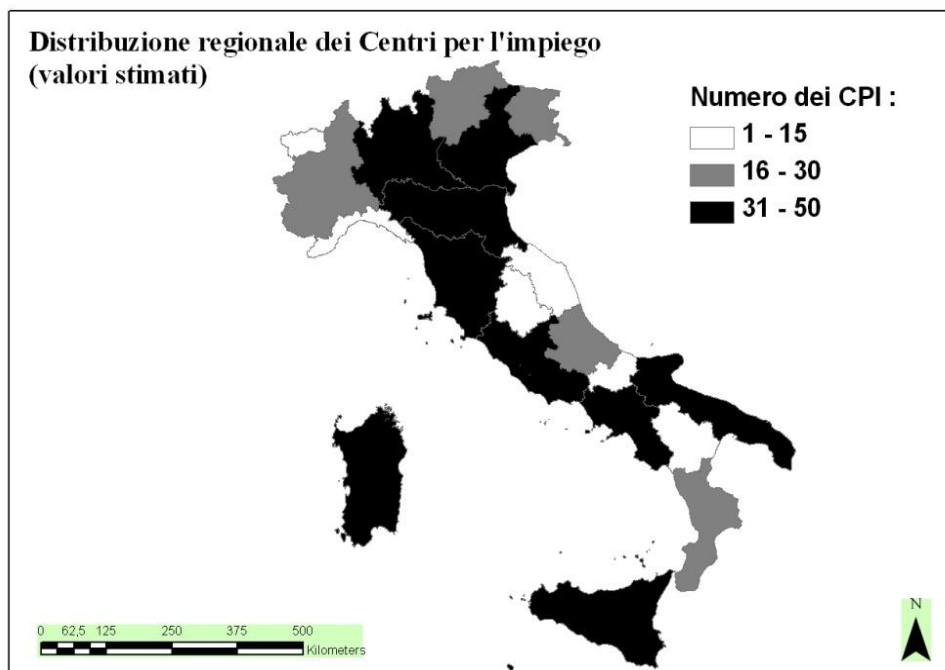 Distribuzione regionale dei Centri per l'impiego
(valori stimati)
Numero dei CPI :
1 - 15
16 - 30
31 - 50
0 62,5 125 250 375 500
Kilometers
N